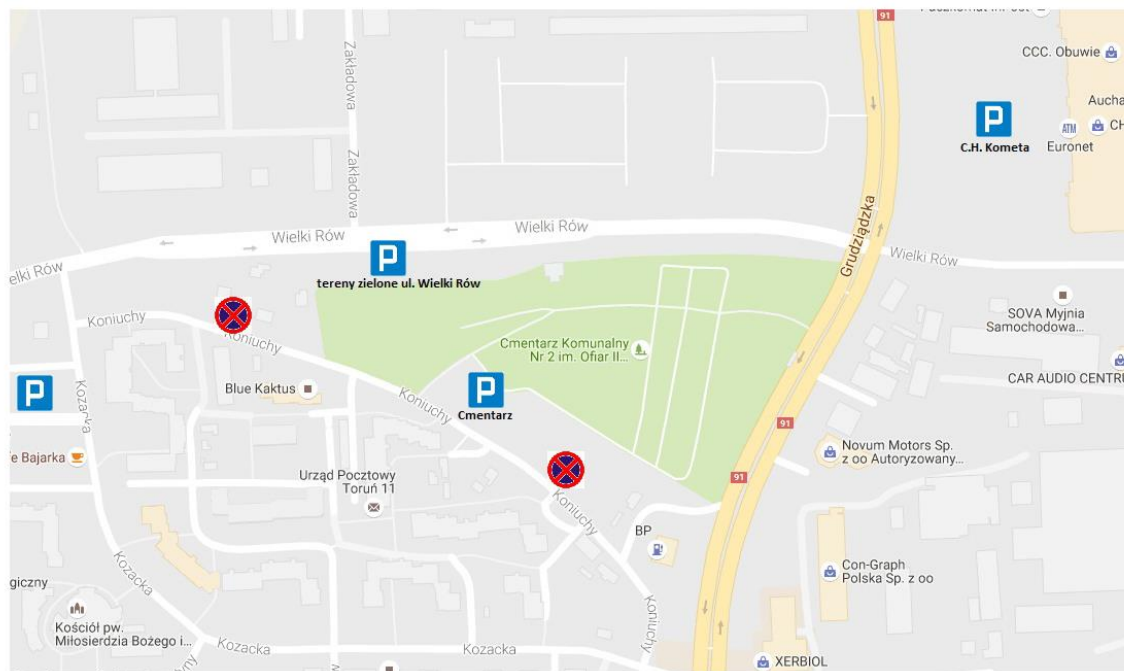 91
CCC. Obuwie
Zakładowa
P
Aucha
ATM
CH
C.H. Kometa
Euronet
Zakładowa
Grudziądzka
Wielki Rów
Wielki Rów
Wielki Rów
P
tereny zielone ul. Wielki Rów
SOVA Myjnia
Samochodowa...
Koniuchy
Koniuchy
Cmentarz Komunalny
Nr 2 im. Ofiar II...
CAR AUDIO CENTRU
P
Blue Kaktus
P
Cmentarz
Kozacka
Koniuchy
91
Novum Motors Sp.
z oo Autoryzowany...
Bajarka
Urząd Pocztowy
Toruń 11
91
Koniuchy
BP
Con-Graph
Polska Sp. z oo
Kozacka
giczny
Koniuchy
Kościół pw.
Miłosierdzia Bożego i...
Kozacka
XERBIOL